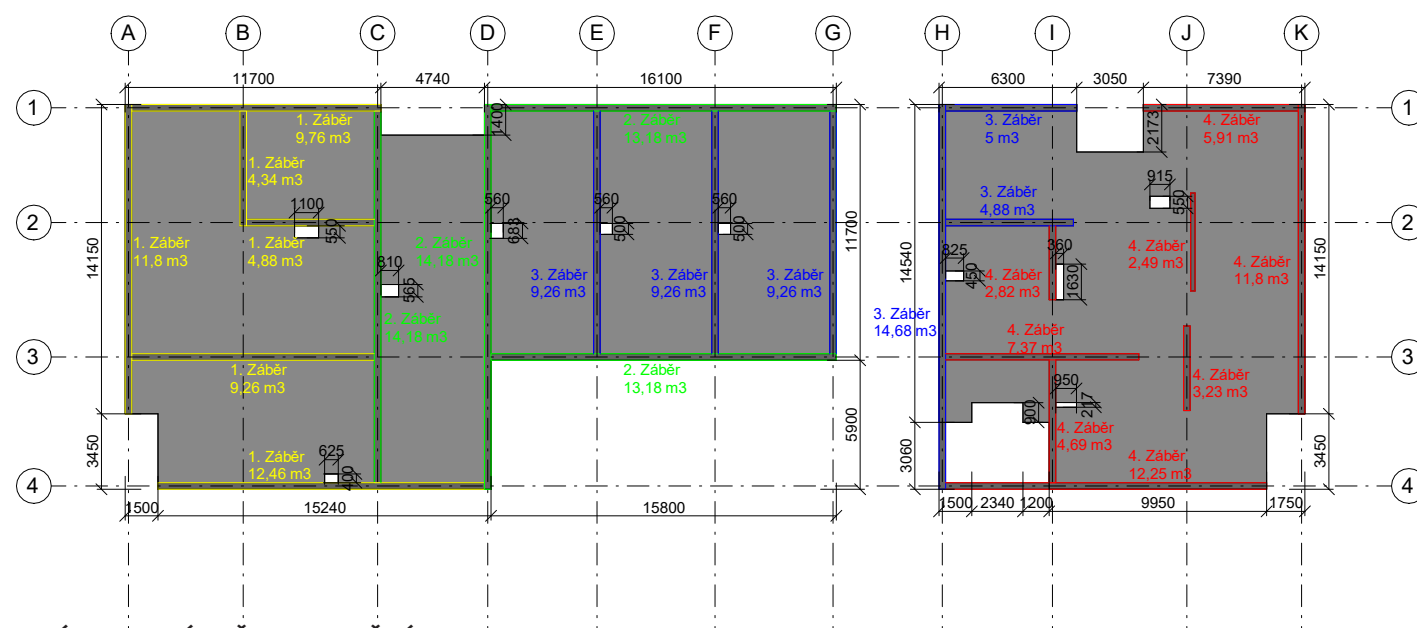 A B C D E F G H I J K
11700 4740 16100 6300 3050 7390
1 1
1400
2173
1. Záběr
9,76 m3
2. Záběr
13,18 m3
3. Záběr
5 m3
4. Záběr
5,91 m3
1. Záběr
4,34 m3
915
550
3. Záběr
4,88 m3
1100
550
560
688
560
500
560
500
2 2
14150
11700
14540
14150
1. Záběr
11,8 m3
1. Záběr
4,88 m3
2. Záběr
14,18 m3
810
565
3. Záběr
9,26 m3
3. Záběr
9,26 m3
3. Záběr
9,26 m3
825
450
360
1630
4. Záběr
2,82 m3
4. Záběr
2,49 m3
4. Záběr
11,8 m3
2. Záběr
14,18 m3
3. Záběr
14,68 m3
4. Záběr
7,37 m3
3 3
1. Záběr
9,26 m3
2. Záběr
13,18 m3
950
217
900
4. Záběr
3,23 m3
3450
5900
3060
3450
1. Záběr
12,46 m3
625
400
4. Záběr
4,69 m3
4. Záběr
12,25 m3
4 4
1500 15240 15800 1500 2340 1200 9950 1750